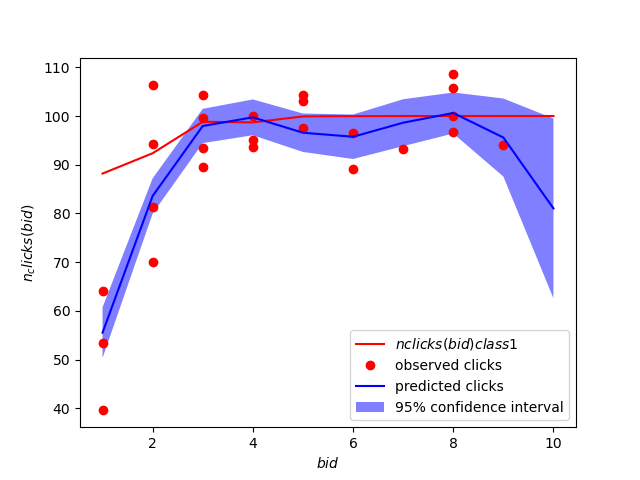 110
100
90
80
70
60
50
40
n_clicks(bid)
2
4
6
8
10
bid
nclicks(bid)class1
observed clicks
predicted clicks
95% confidence interval